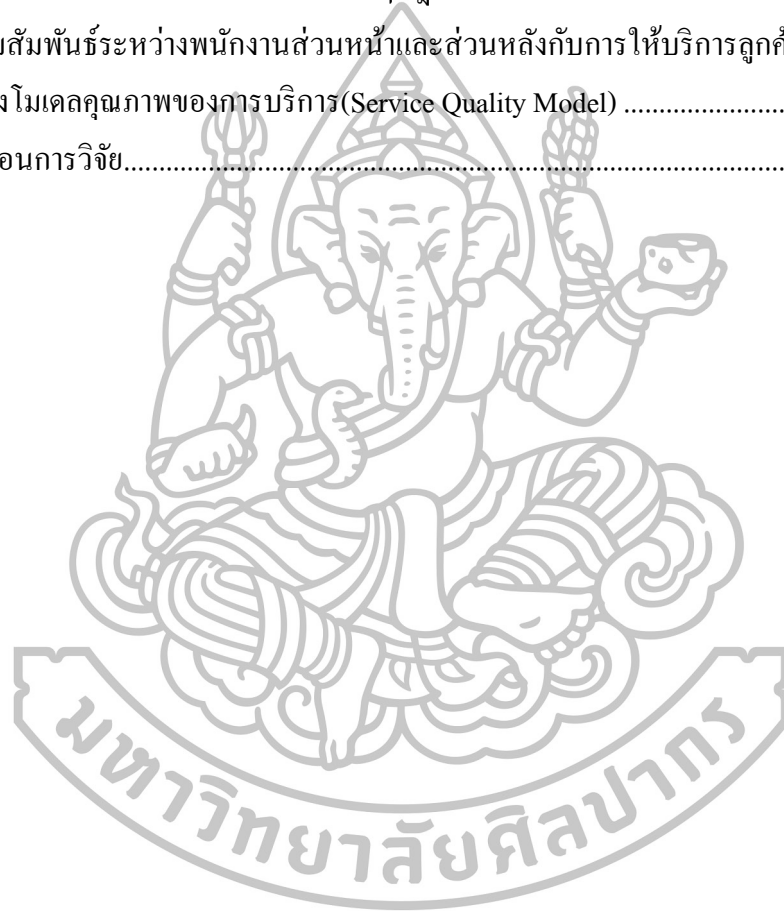 สัมพันธ์ระหว่างพนักงานส่วนหน้าและส่วนหลังกับการให้บริการลูกค้
โมเดลคุณภาพของการบริการ(Service Quality Model) ........................
อนการวิจัย................................................................................................
มหาวิทยาลัยศิลปากร